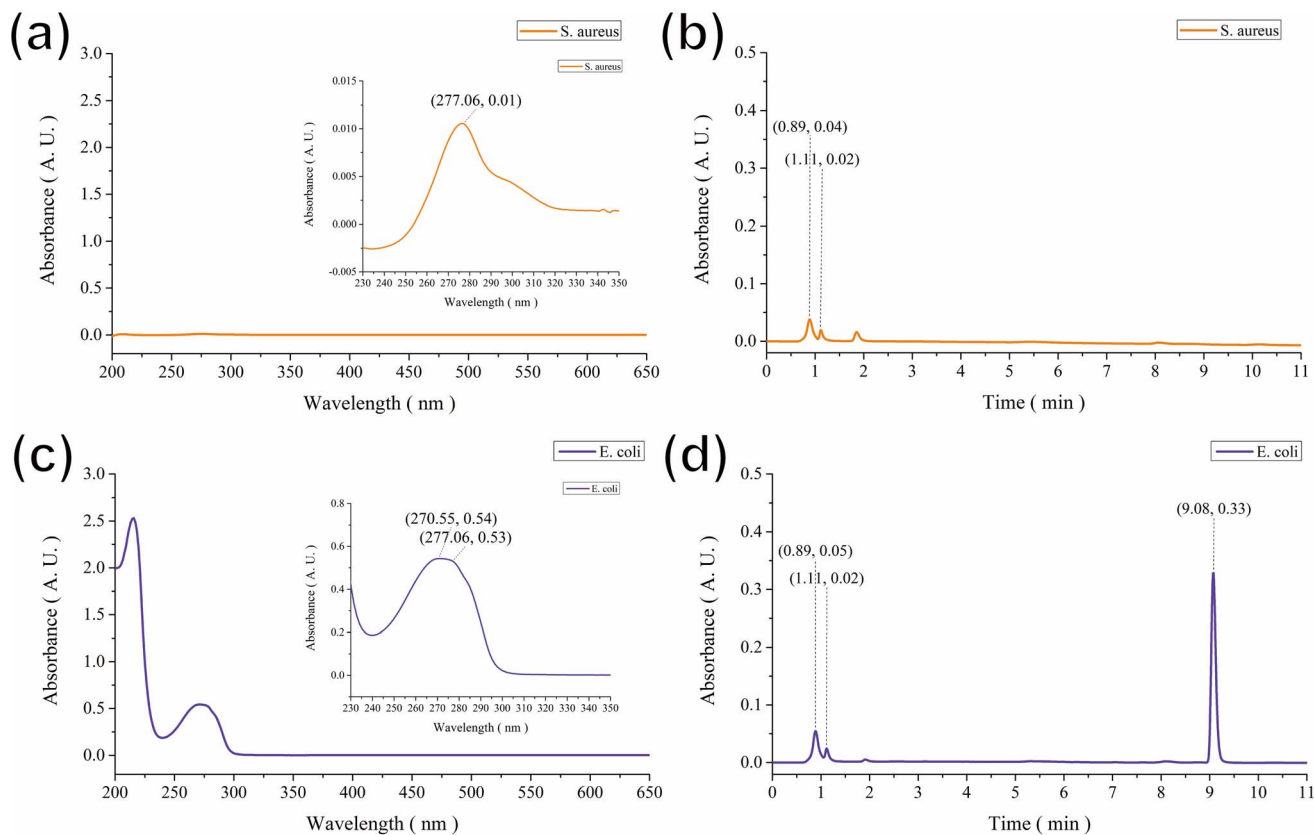 (a)
S. aureus
3.0
2.5
2.0
1.5
1.0
0.5
0.0
Absorbance ( A. U. )
200 250 300 350 400 450 500 550 600 650
Wavelength ( nm )
S. aureus
(277.06, 0.01)
0.015
0.010
0.005
0.000
-0.005
Absorbance ( A. U. )
230 240 250 260 270 280 290 300 310 320 330 340 350
Wavelength ( nm )
(b)
S. aureus
0.5
0.4
0.3
0.2
0.1
0.0
Absorbance ( A. U. )
(0.89, 0.04)
(1.11, 0.02)
0 1 2 3 4 5 6 7 8 9 10 11
Time ( min )
(c)
E. coli
3.0
2.5
2.0
1.5
1.0
0.5
0.0
Absorbance ( A. U. )
200 250 300 350 400 450 500 550 600 650
Wavelength ( nm )
E. coli
(270.55, 0.54)
(277.06, 0.53)
0.8
0.6
0.4
0.2
0.0
Absorbance ( A. U. )
230 240 250 260 270 280 290 300 310 320 330 340 350
Wavelength ( nm )
(d)
E. coli
0.5
0.4
0.3
0.2
0.1
0.0
Absorbance ( A. U. )
(9.08, 0.33)
(0.89, 0.05)
(1.11, 0.02)
0 1 2 3 4 5 6 7 8 9 10 11
Time ( min )